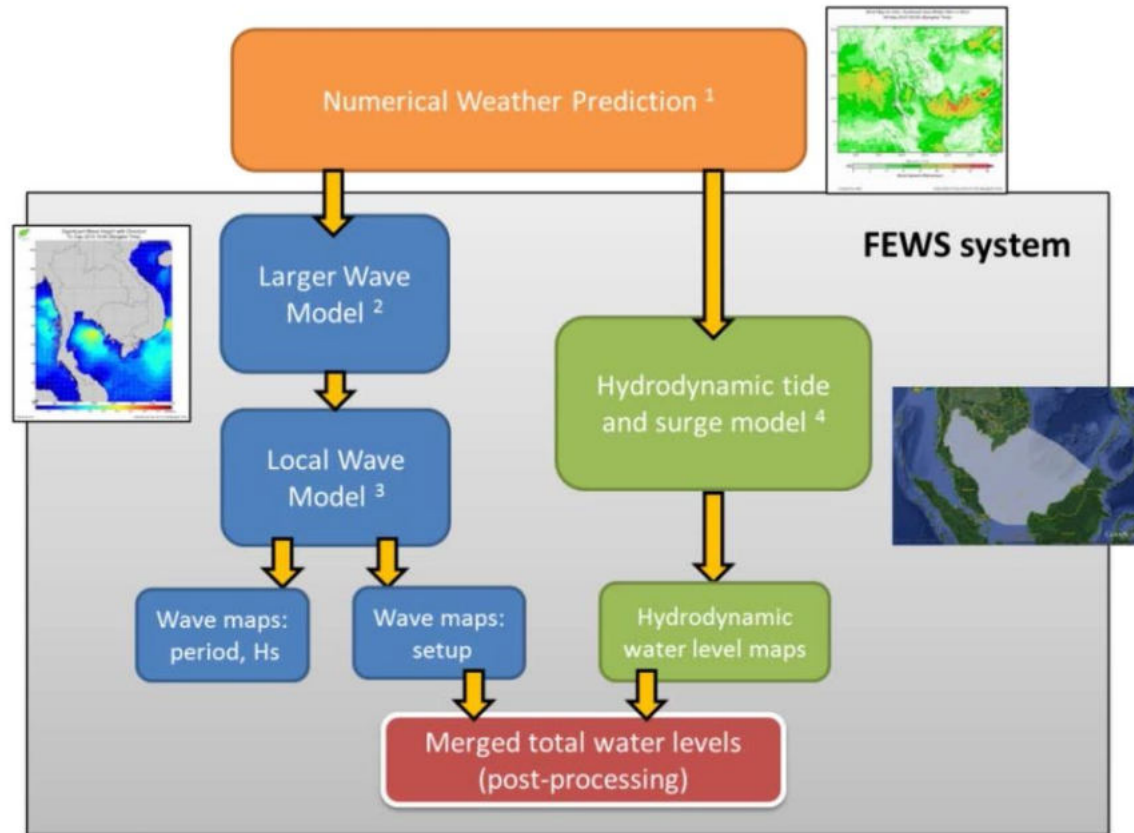 Numerical Weather Prediction 1
FEWS system
Larger Wave
Model 2
Hydrodynamic tide
and surge model 4
Local Wave
Model 3
Wave maps:
period, Hs
Wave maps:
setup
Hydrodynamic
water level maps
Merged total water levels
(post-processing)